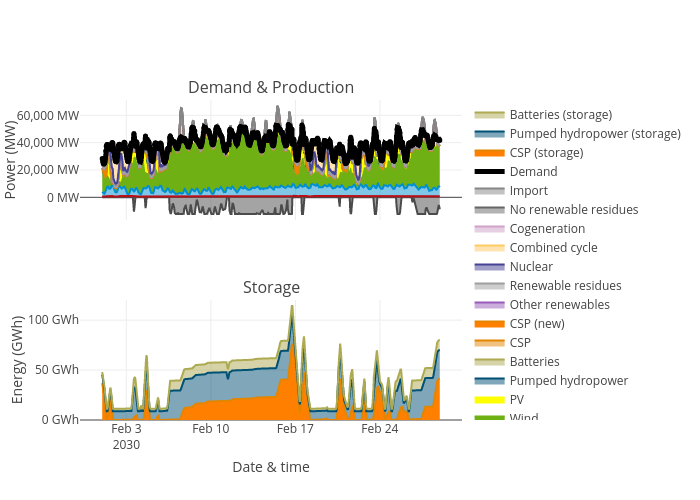 Demand & Production
60,000 MW
40,000 MW
20,000 MW
0 MW
Power (MW)
Storage
100 GWh
50 GWh
0 GWh
Energy (GWh)
Feb 3
2030
Feb 10
Feb 17
Feb 24
Date & time
Batteries (storage)
Pumped hydropower (storage)
CSP (storage)
Demand
Import
No renewable residues
Cogeneration
Combined cycle
Nuclear
Renewable residues
Other renewables
CSP (new)
CSP
Batteries
Pumped hydropower
PV
Wind